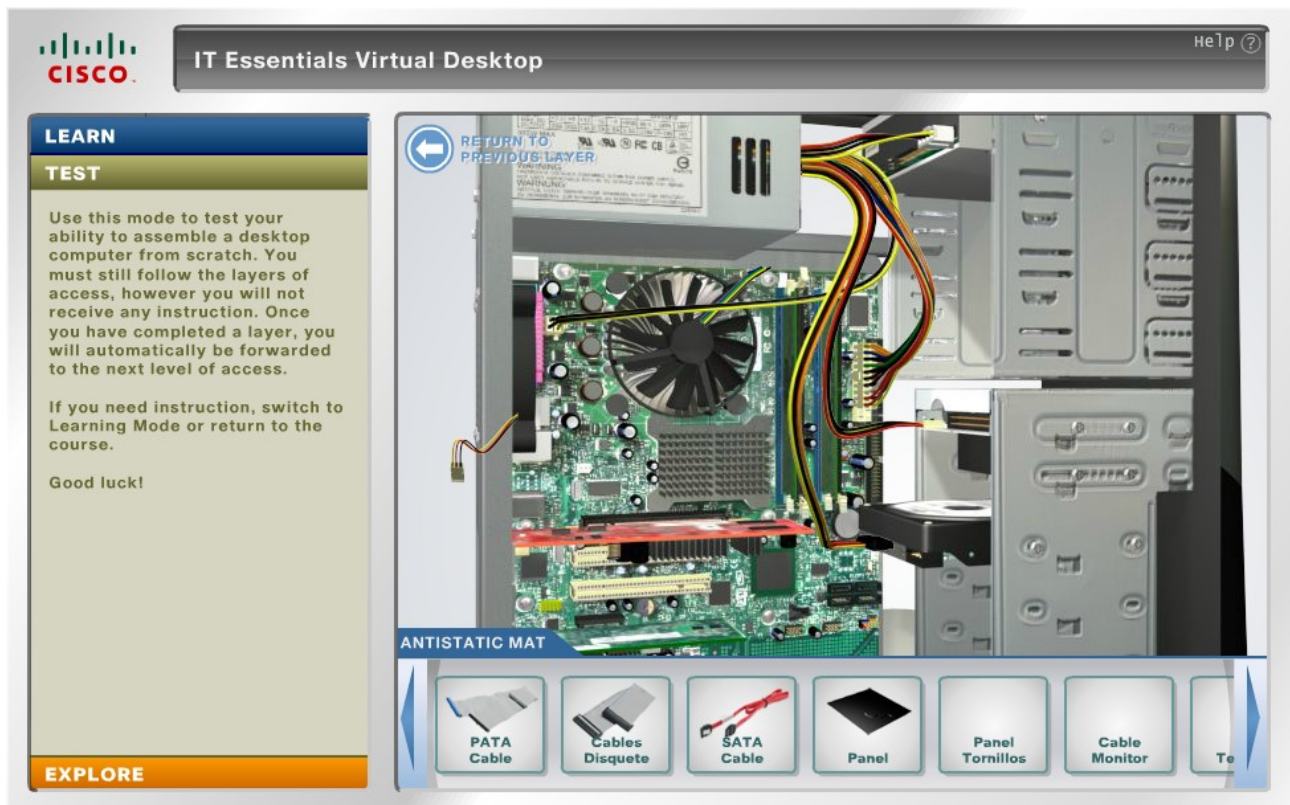 CISCO
IT Essentials Virtual Desktop
Help ?
LEARN
TEST
Use this mode to test your
ability to assemble a desktop
computer from scratch. You
must still follow the layers of
access, however you will not
receive any instruction. Once
you have completed a layer, you
will automatically be forwarded
to the next level of access.
If you need instruction, switch to
Learning Mode or return to the
course.
Good luck!
EXPLORE
RETURN TO
PREVIOUS LAYER
WARNUNG
FC CB
ANTISTATIC MAT
PATA
Cable
Cables
Disquete
SATA
Cable
Panel
Panel
Tornillos
Cable
Monitor
Te